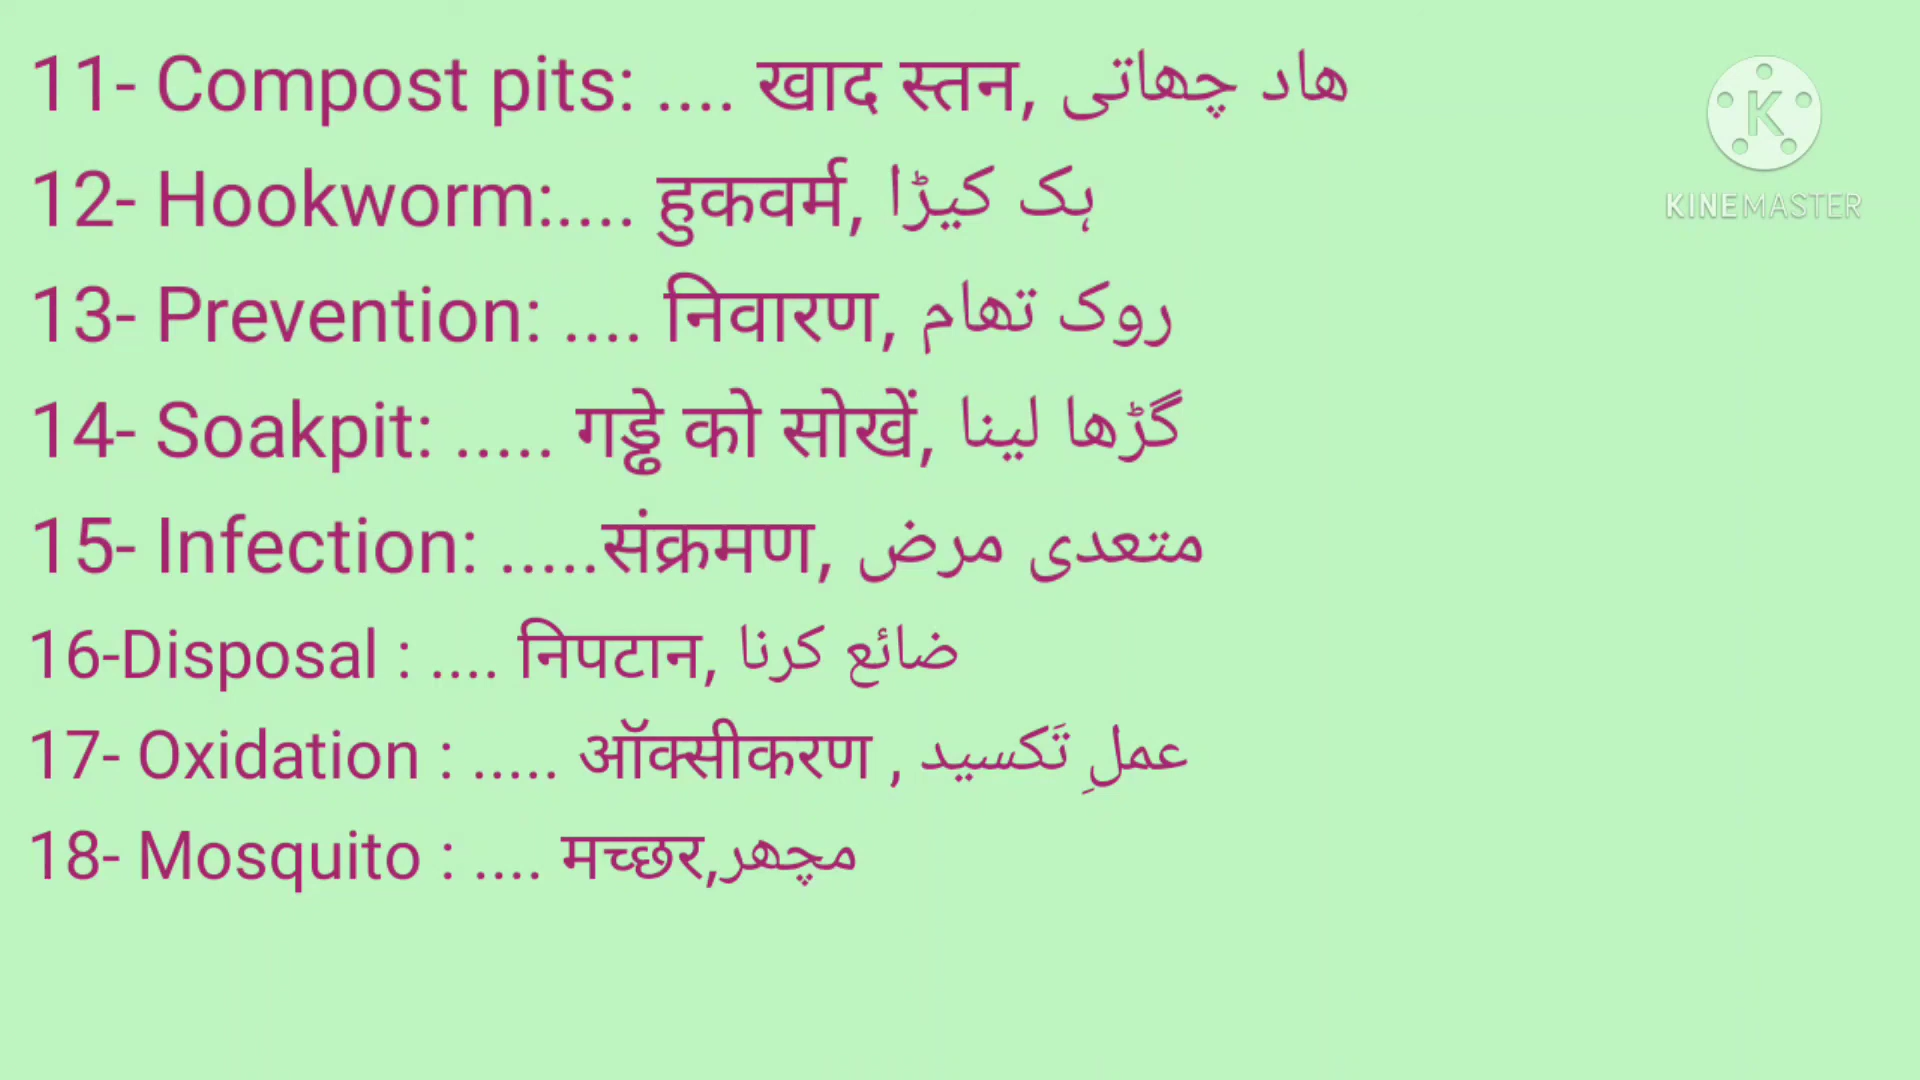 11- Compost pits: .... खाद स्तन, هاد چھاتی
12- Hookworm:.... हुकवर्म, ہک کیڑا
13- Prevention: .... निवारण, روک تھام
14- Soakpit: ..... गड्ढे को सोखें, گڑھا لینا
15- Infection: .....संक्रमण, متعدی مرض
16-Disposal : .... निपटान, ضائع کرنا
17- Oxidation : ..... ऑक्सीकरण , عملِ تَکسید
18- Mosquito : .... मच्छर,مچھر
K
KINEMASTER